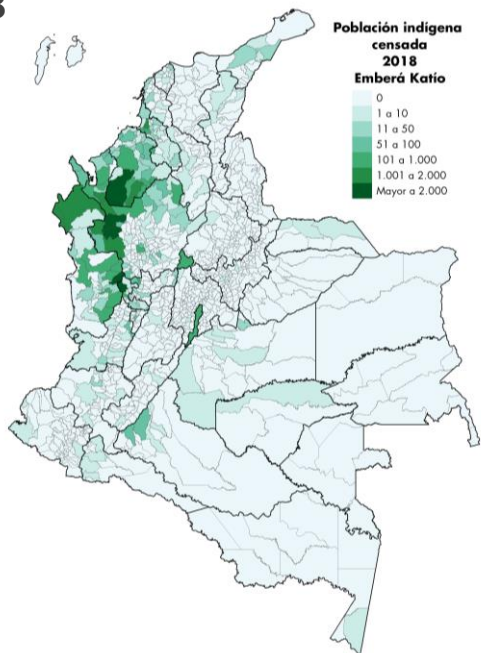 B
Población indígena
censada
2018
Emberá Katío
0
1 a 10
11 a 50
51 a 100
101 a 1.000
1.001 a 2.000
Mayor a 2.000